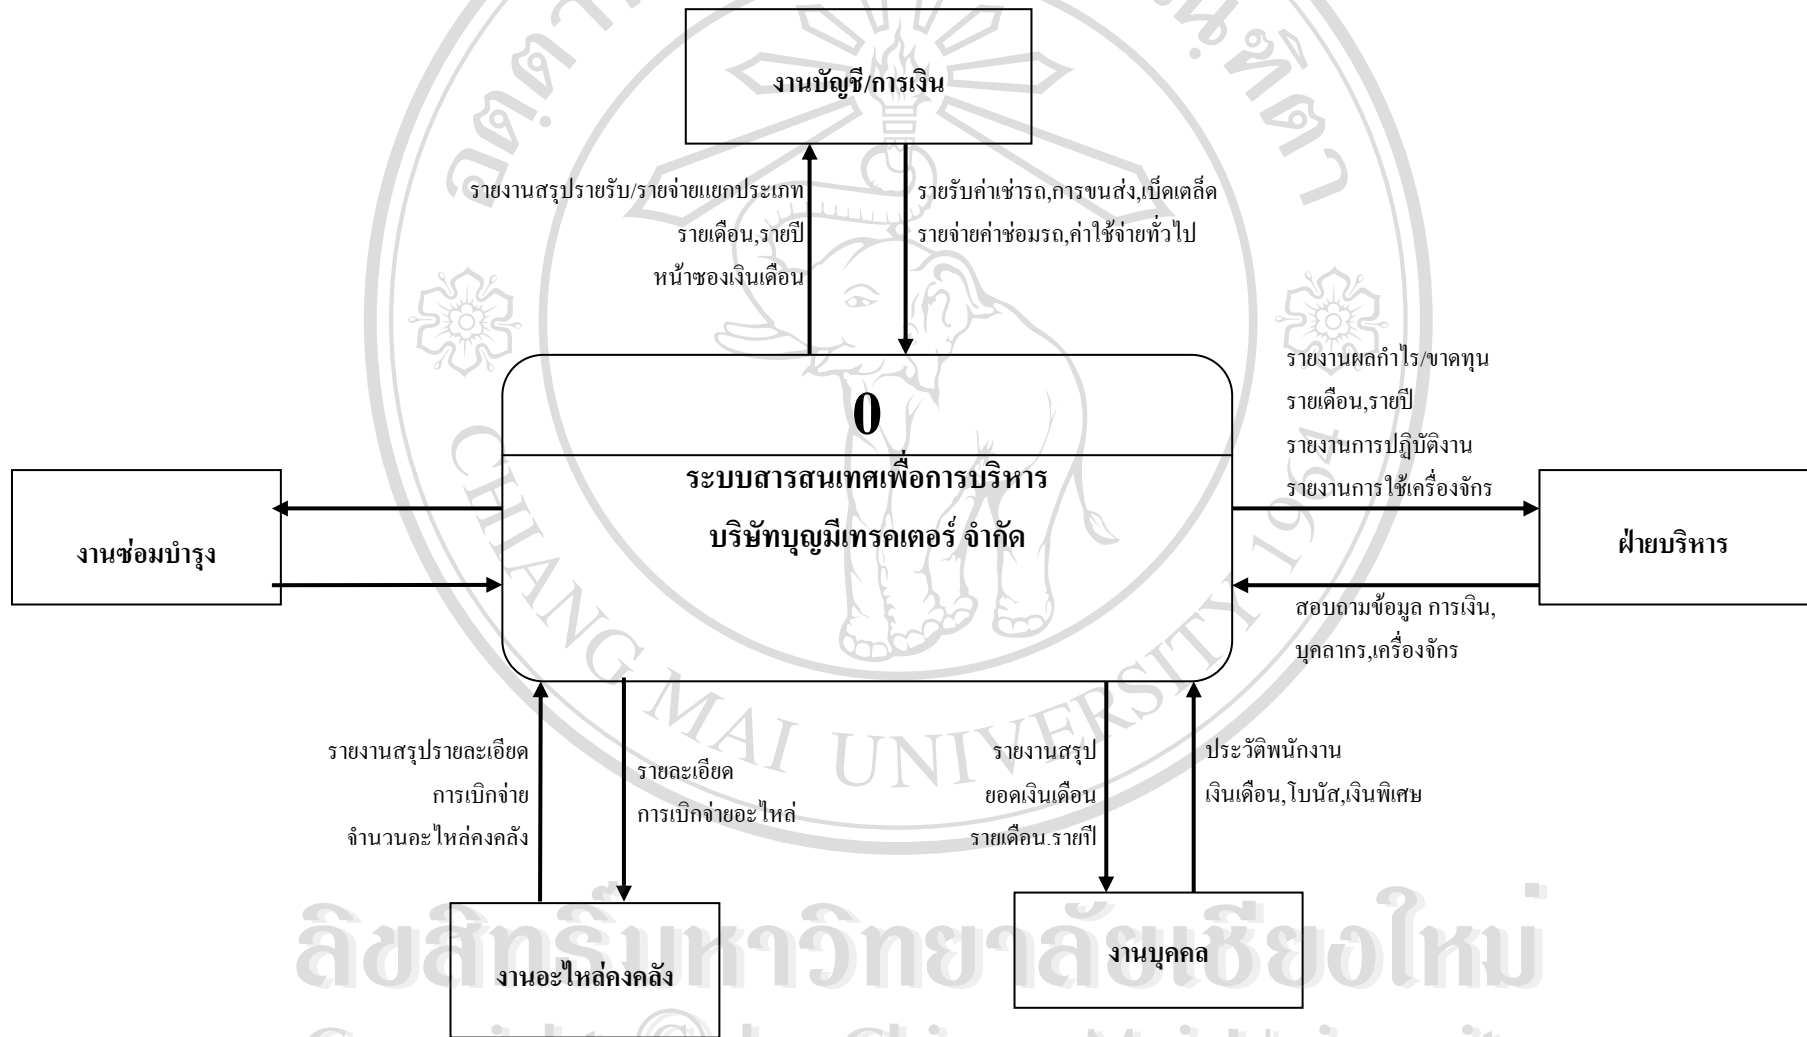 งานบัญชี/การเงิน
รายงานสรุปรายรับ/รายจ่ายแยกประเภท
รายเดือน,รายปี
หน้าซองเงินเดือน
รายรับค่าเช่ารถ,การขนส่ง,เบ็ดเตล็ด
รายจ่ายค่าซ่อมรถ,ค่าใช้จ่ายทั่วไป
0
ระบบสารสนเทศเพื่อการบริหาร
บริษัทบุญมีเทรคเตอร์ จำกัด
รายงานผลกำไร/ขาดทุน
รายเดือน,รายปี
รายงานการปฏิบัติงาน
รายงานการใช้เครื่องจักร
งานซ่อมบำรุง
ฝ่ายบริหาร
สอบถามข้อมูล การเงิน,
บุคลากร,เครื่องจักร
รายงานสรุปรายละเอียด
การเบิกจ่าย
จำนวนอะไหล่คงคลัง
รายละเอียด
การเบิกจ่ายอะไหล่
รายงานสรุป
ยอดเงินเดือน
รายเดือน,รายปี
ประวัติพนักงาน
เงินเดือน,โบนัส,เงินพิเศษ
งานอะไหล่คงคลัง
งานบุคคล
CHIANG MAI UNIVERSITY 1964
ลิขสิทธิ์มหาวิทยาลัยเชียงใหม่